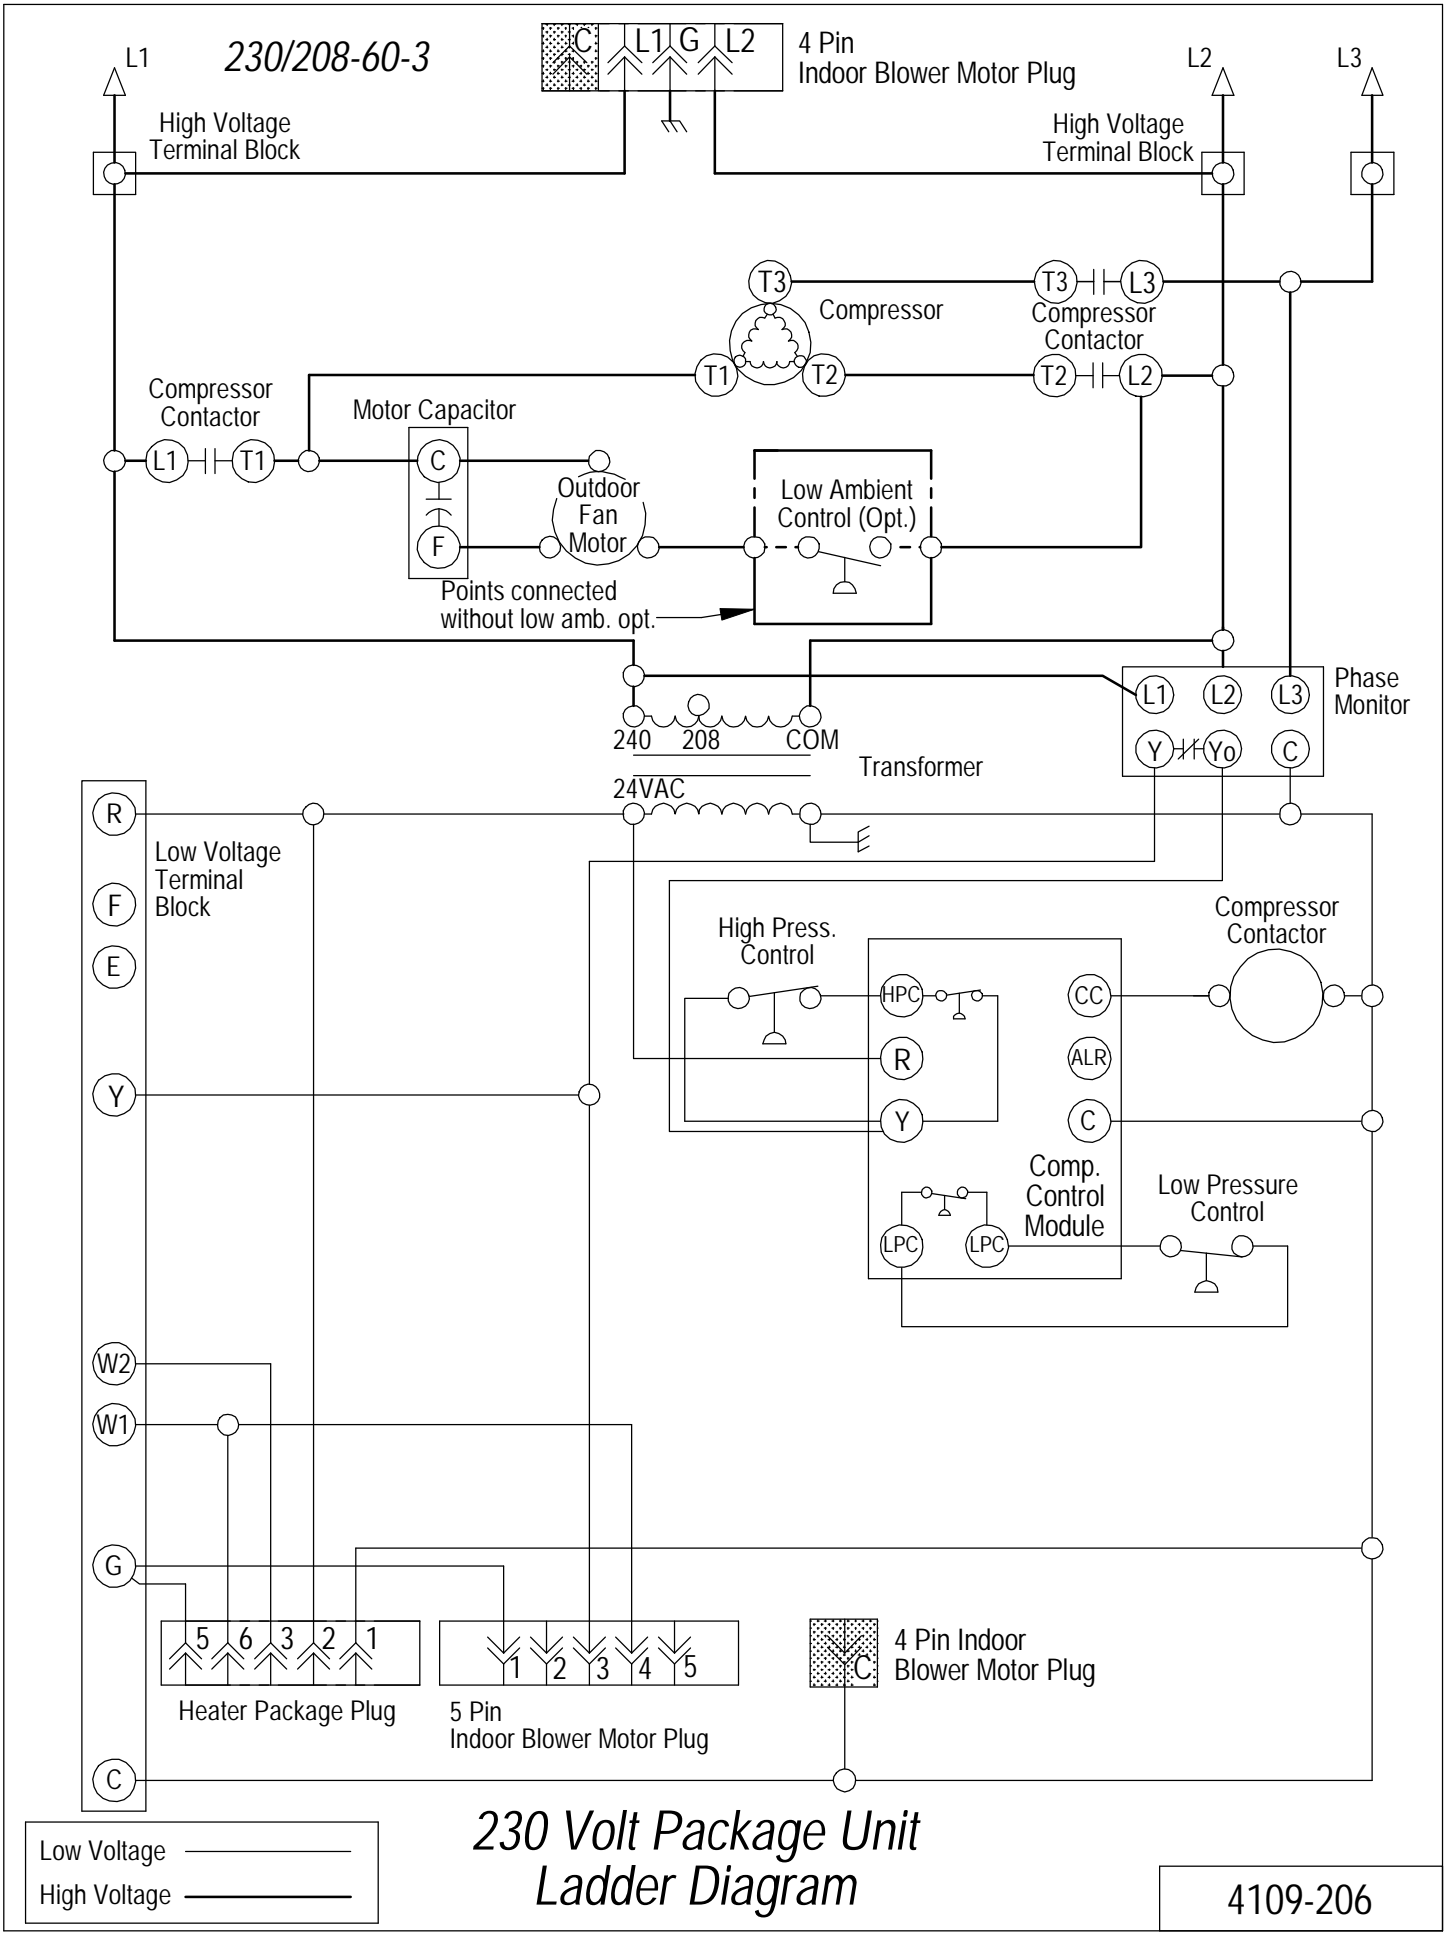 L1
230/208-60-3
C
L1
G
L2
4 Pin
Indoor Blower Motor Plug
L2
L3
High Voltage
Terminal Block
High Voltage
Terminal Block
T3
Compressor
T3
L3
Compressor
Contactor
T1
T2
T2
L2
Compressor
Contactor
Motor Capacitor
L1
T1
C
Outdoor
Fan
Motor
F
Low Ambient
Control (Opt.)
Points connected
without low amb. opt.
Phase
Monitor
L1
L2
L3
Y
Yo
C
240
208
COM
Transformer
24VAC
R
Low Voltage
Terminal
Block
F
E
Y
W2
W1
G
C
High Press.
Control
Compressor
Contactor
HPC
CC
R
ALR
Y
C
Comp.
Control
Module
LPC
LPC
Low Pressure
Control
5
6
3
2
1
Heater Package Plug
1
2
3
4
5
5 Pin
Indoor Blower Motor Plug
C
4 Pin Indoor
Blower Motor Plug
230 Volt Package Unit
Ladder Diagram
Low Voltage
High Voltage
4109-206